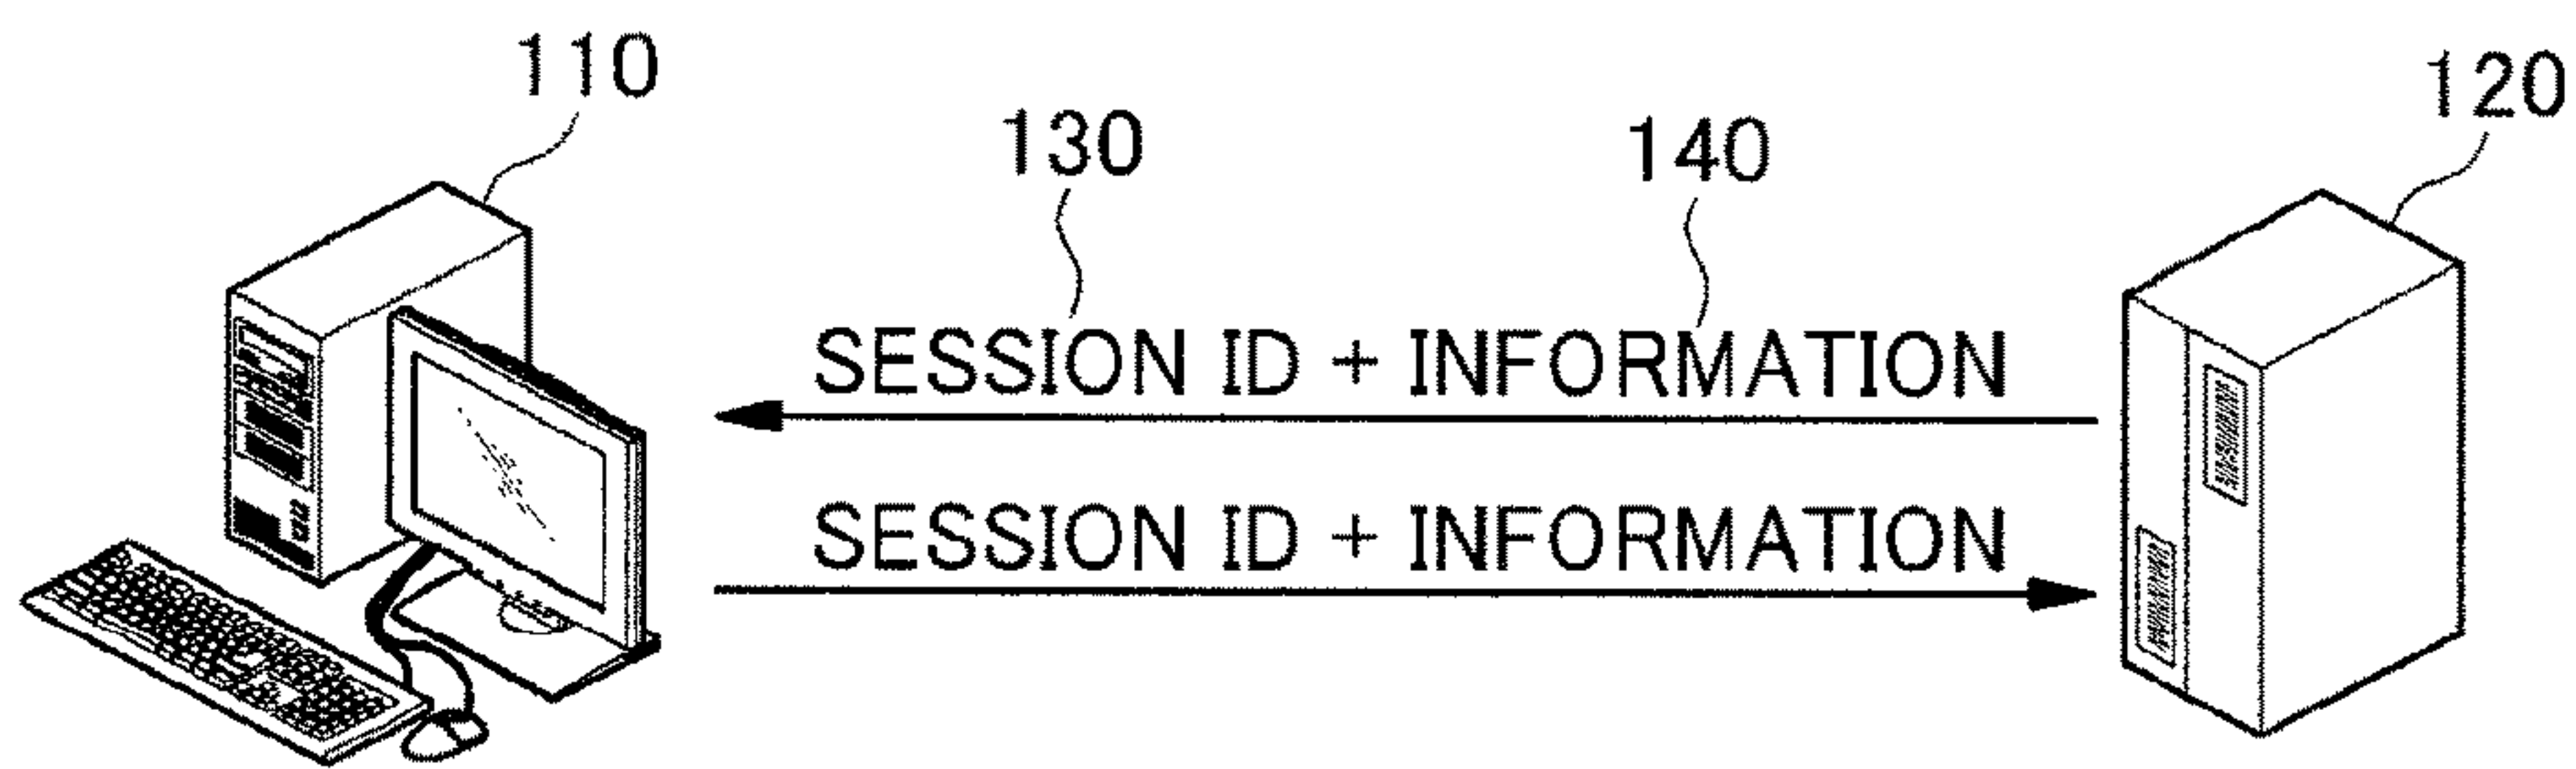 110
120
130
140
SESSION ID + INFORMATION
SESSION ID + INFORMATION